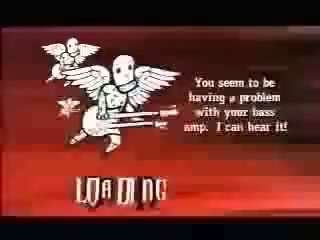 You seem to be
having a problem
with your bass
amp. I can hear it!
LOADING